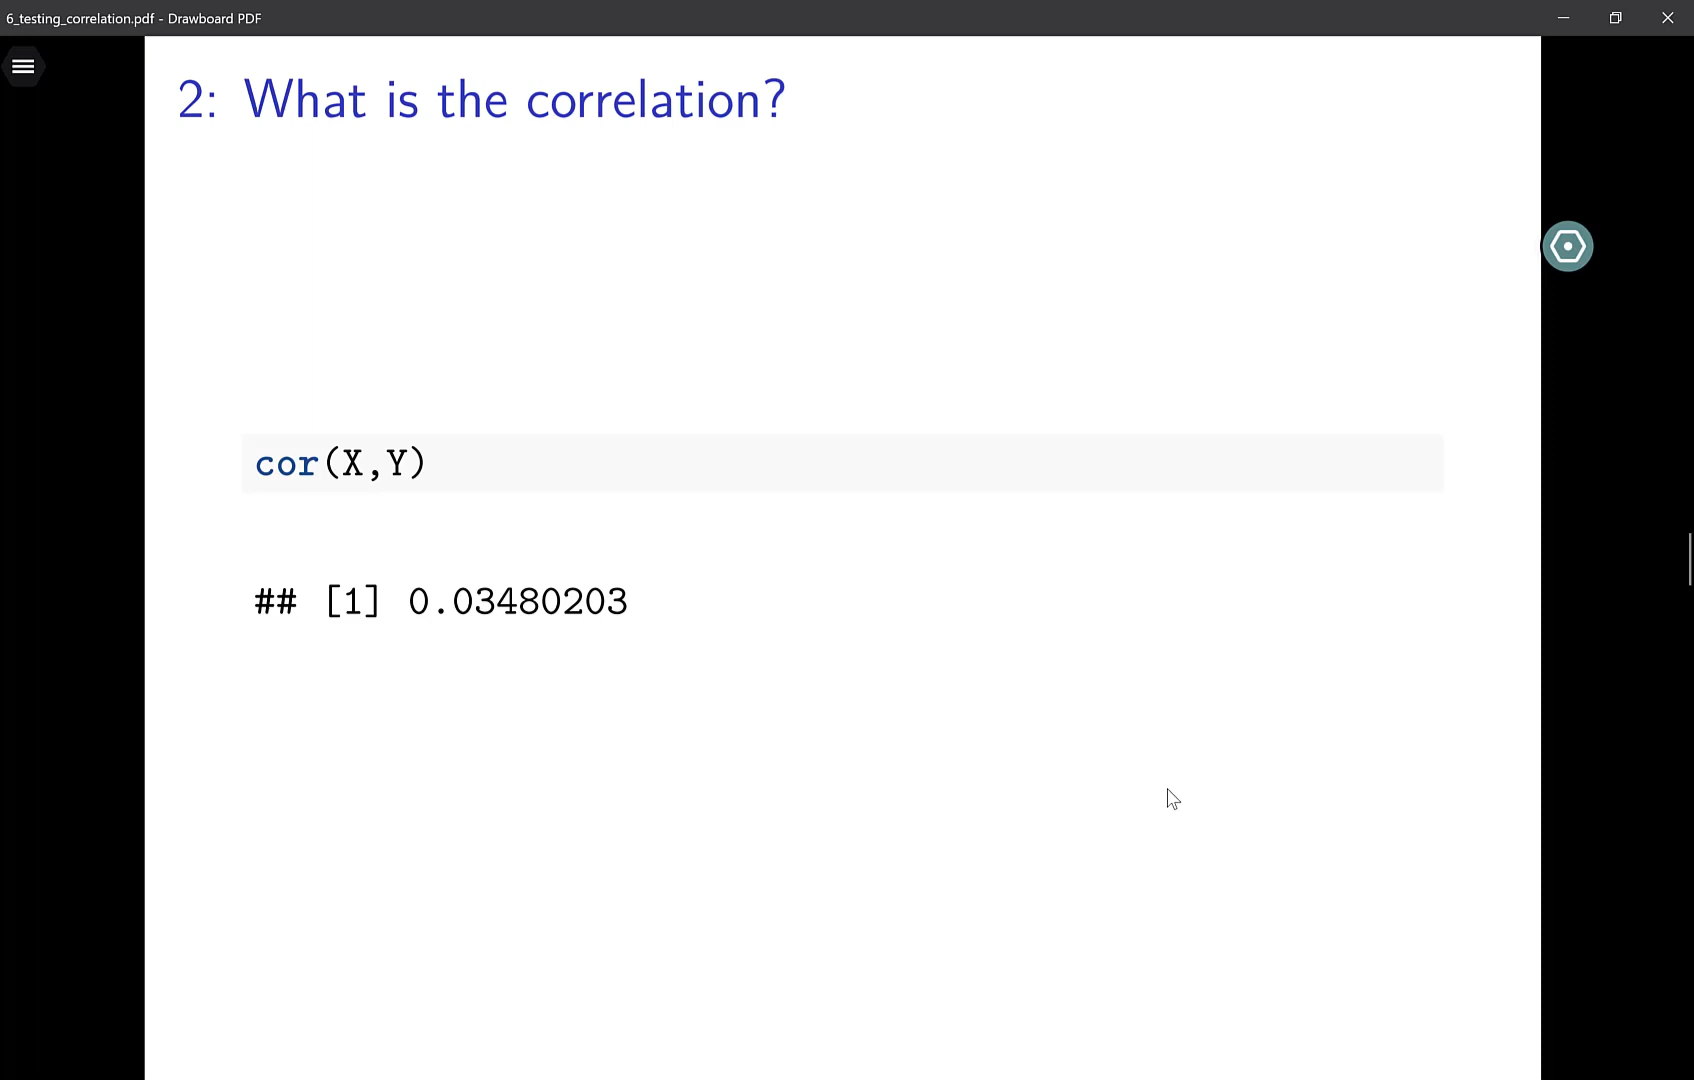 6_testing_correlation.pdf - Drawboard PDF
2: What is the correlation?
cor(X,Y)
## [1] 0.03480203